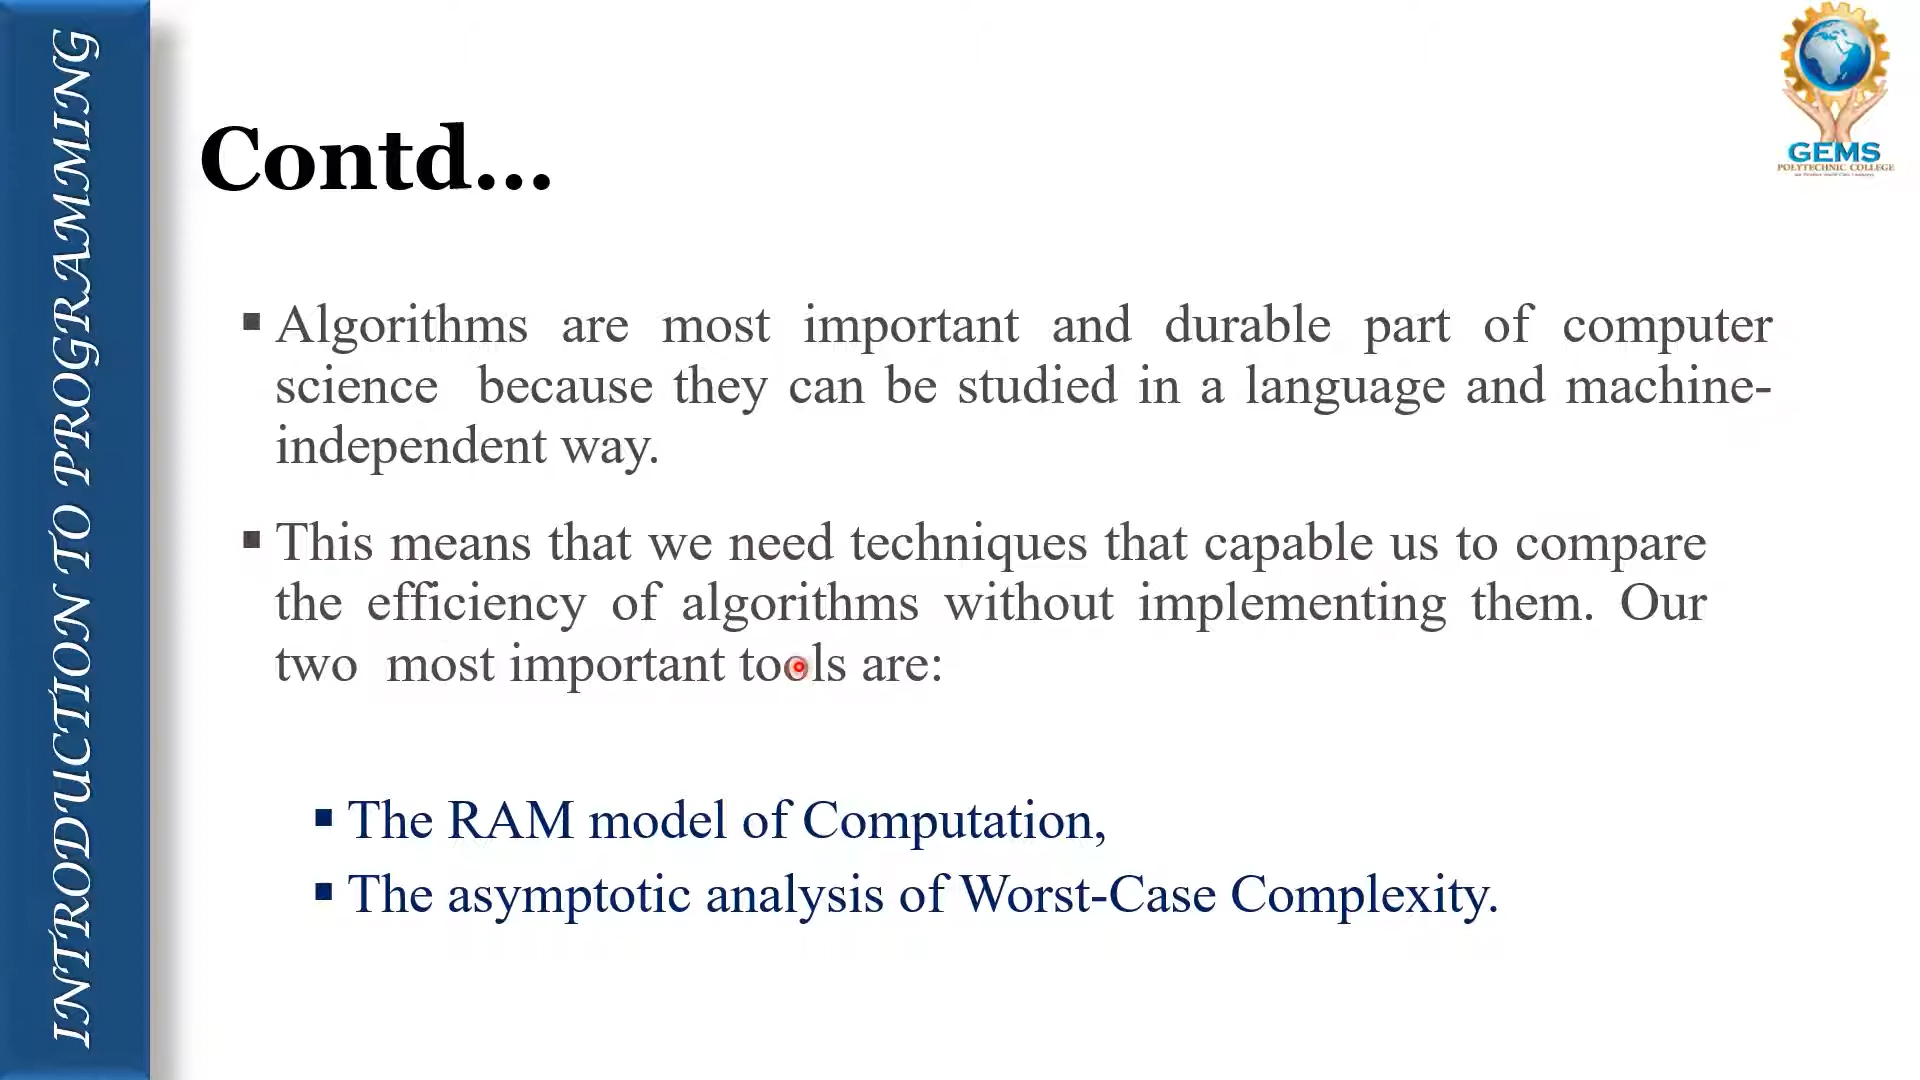 INTRODUCTION TO PROGRAMMING
GEMS
POLYTECHNIC COLLEGE
Contd...
▪ Algorithms are most important and durable part of computer
science because they can be studied in a language and machine-
independent way.
▪ This means that we need techniques that capable us to compare
the efficiency of algorithms without implementing them. Our
two most important tools are:
▪ The RAM model of Computation,
▪ The asymptotic analysis of Worst-Case Complexity.